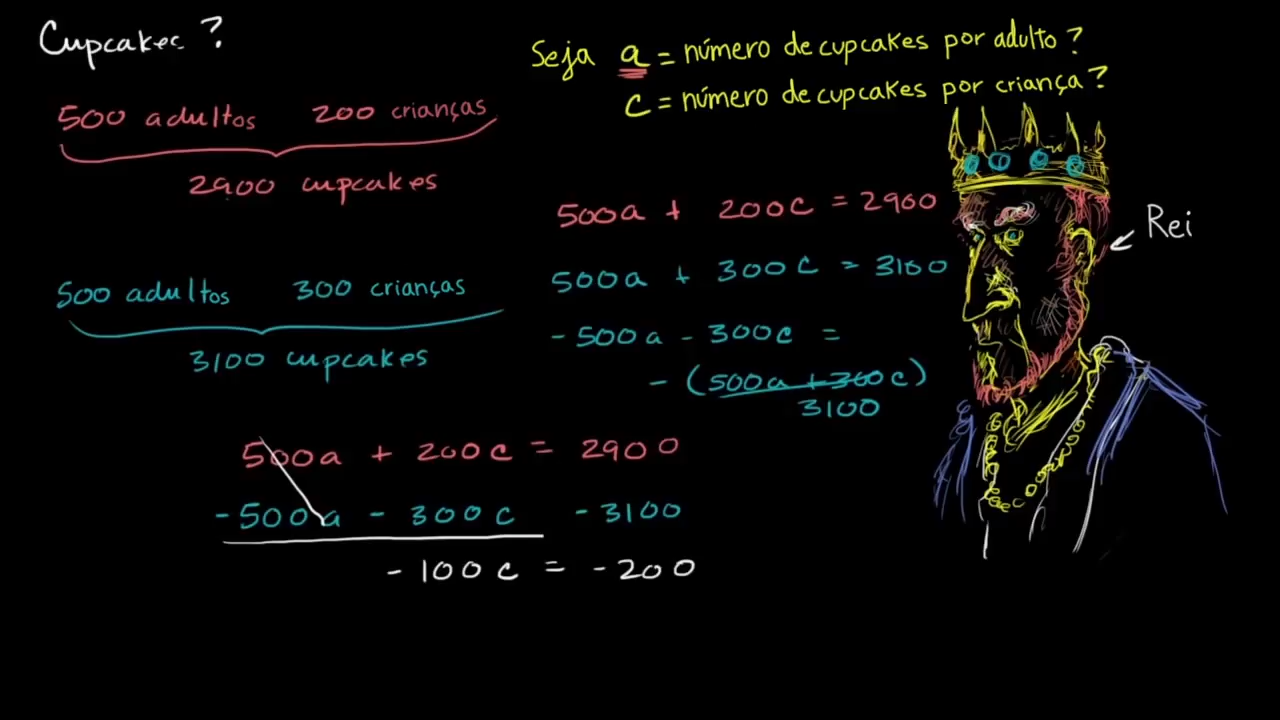 Cupcakes ?
500 adultos 200 crianças
2900 cupcakes
500 adultos 300 crianças
3100 cupcakes
Seja a = número de cupcakes por adulto ?
c = número de cupcakes por criança ?
500a + 200c = 2900
500a + 300c = 3100
-500a - 300c =
- (500a + 300c)
3100
Rei
500a + 200c = 2900
-500a - 300c - 3100
-100c = -200